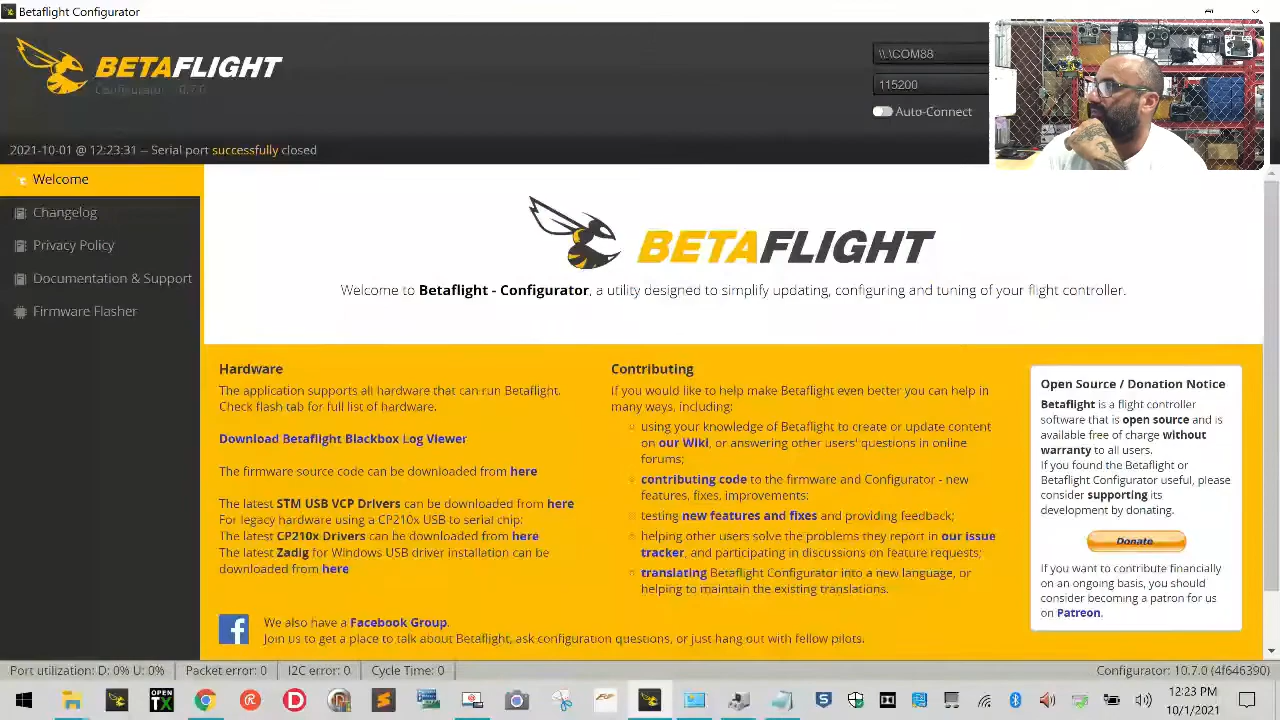 Betaflight Configurator
BETAFLIGHT
Configurator 10.7.0
\\.\COM88
115200
Auto-Connect
2021-10-01 @ 12:23:31 -- Serial port successfully closed
Welcome
Changelog
Privacy Policy
Documentation & Support
Firmware Flasher
BETAFLIGHT
Welcome to Betaflight - Configurator, a utility designed to simplify updating, configuring and tuning of your flight controller.
Hardware
The application supports all hardware that can run Betaflight.
Check flash tab for full list of hardware.
Download Betaflight Blackbox Log Viewer
The firmware source code can be downloaded from here
The latest STM USB VCP Drivers can be downloaded from here
For legacy hardware using a CP210x USB to serial chip:
The latest CP210x Drivers can be downloaded from here
The latest Zadig for Windows USB driver installation can be
downloaded from here
We also have a Facebook Group.
Join us to get a place to talk about Betaflight, ask configuration questions, or just hang out with fellow pilots.
Contributing
If you would like to help make Betaflight even better you can help in
many ways, including:
using your knowledge of Betaflight to create or update content
on our Wiki, or answering other users' questions in online
forums;
contributing code to the firmware and Configurator - new
features, fixes, improvements;
testing new features and fixes and providing feedback;
helping other users solve the problems they report in our issue
tracker, and participating in discussions on feature requests;
translating Betaflight Configurator into a new language, or
helping to maintain the existing translations.
Open Source / Donation Notice
Betaflight is a flight controller
software that is open source and is
available free of charge without
warranty to all users.
If you found the Betaflight or
Betaflight Configurator useful, please
consider supporting its
development by donating.
Donate
If you want to contribute financially
on an ongoing basis, you should
consider becoming a patron for us
on Patreon.
Port utilization: D: 0% U: 0%
Packet error: 0
I2C error: 0
Cycle Time: 0
Configurator: 10.7.0 (4f646390)
OPEN
TX
12:23 PM
10/1/2021